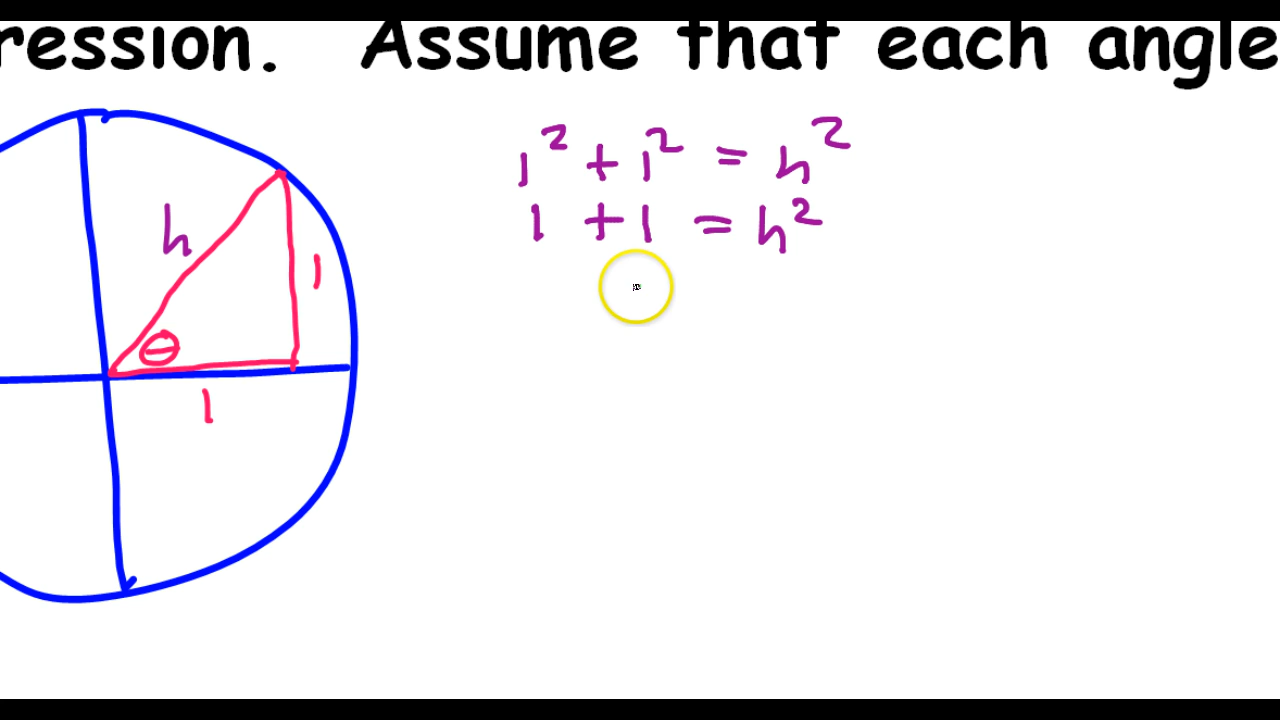 ression. Assume that each angle
1² + 1² = h²
1 + 1 = h²
h
1
θ
1